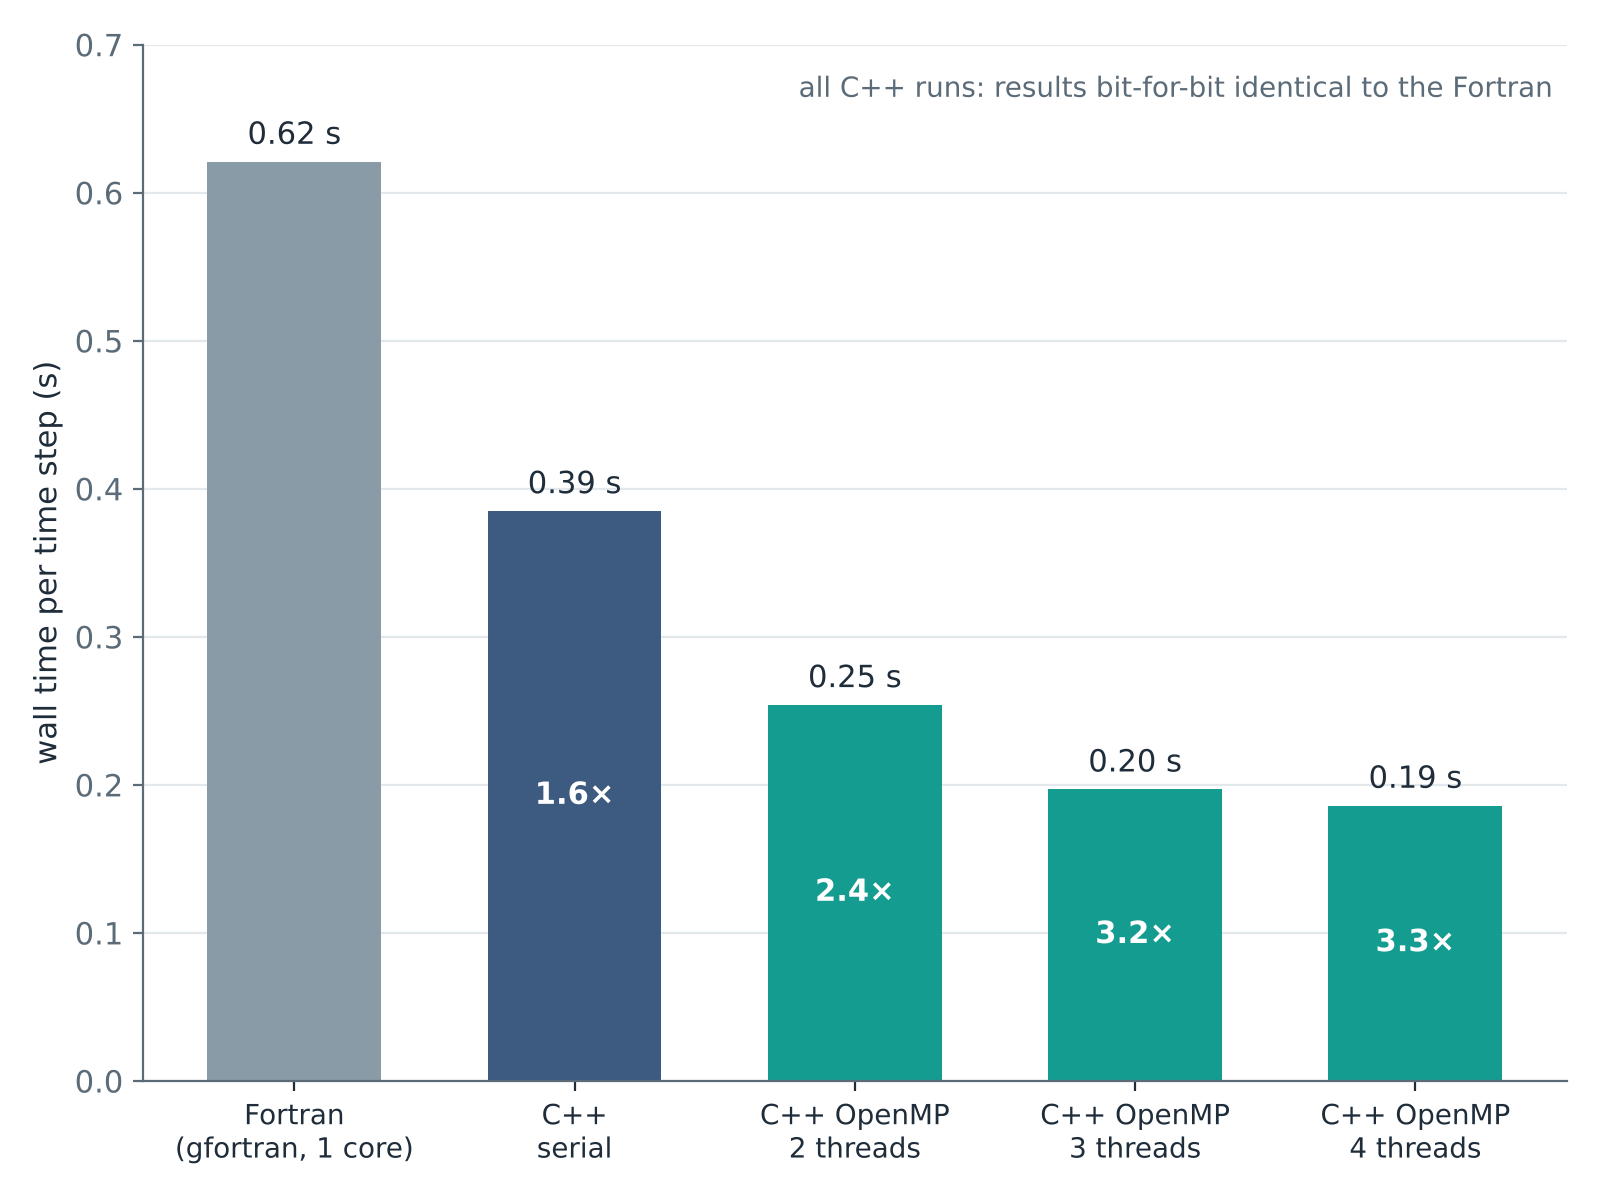 all C++ runs: results bit-for-bit identical to the Fortran
wall time per time step (s)
0.7
0.6
0.5
0.4
0.3
0.2
0.1
0.0
0.62 s
0.39 s
0.25 s
0.20 s
0.19 s
1.6×
2.4×
3.2×
3.3×
Fortran
(gfortran, 1 core)
C++
serial
C++ OpenMP
2 threads
C++ OpenMP
3 threads
C++ OpenMP
4 threads